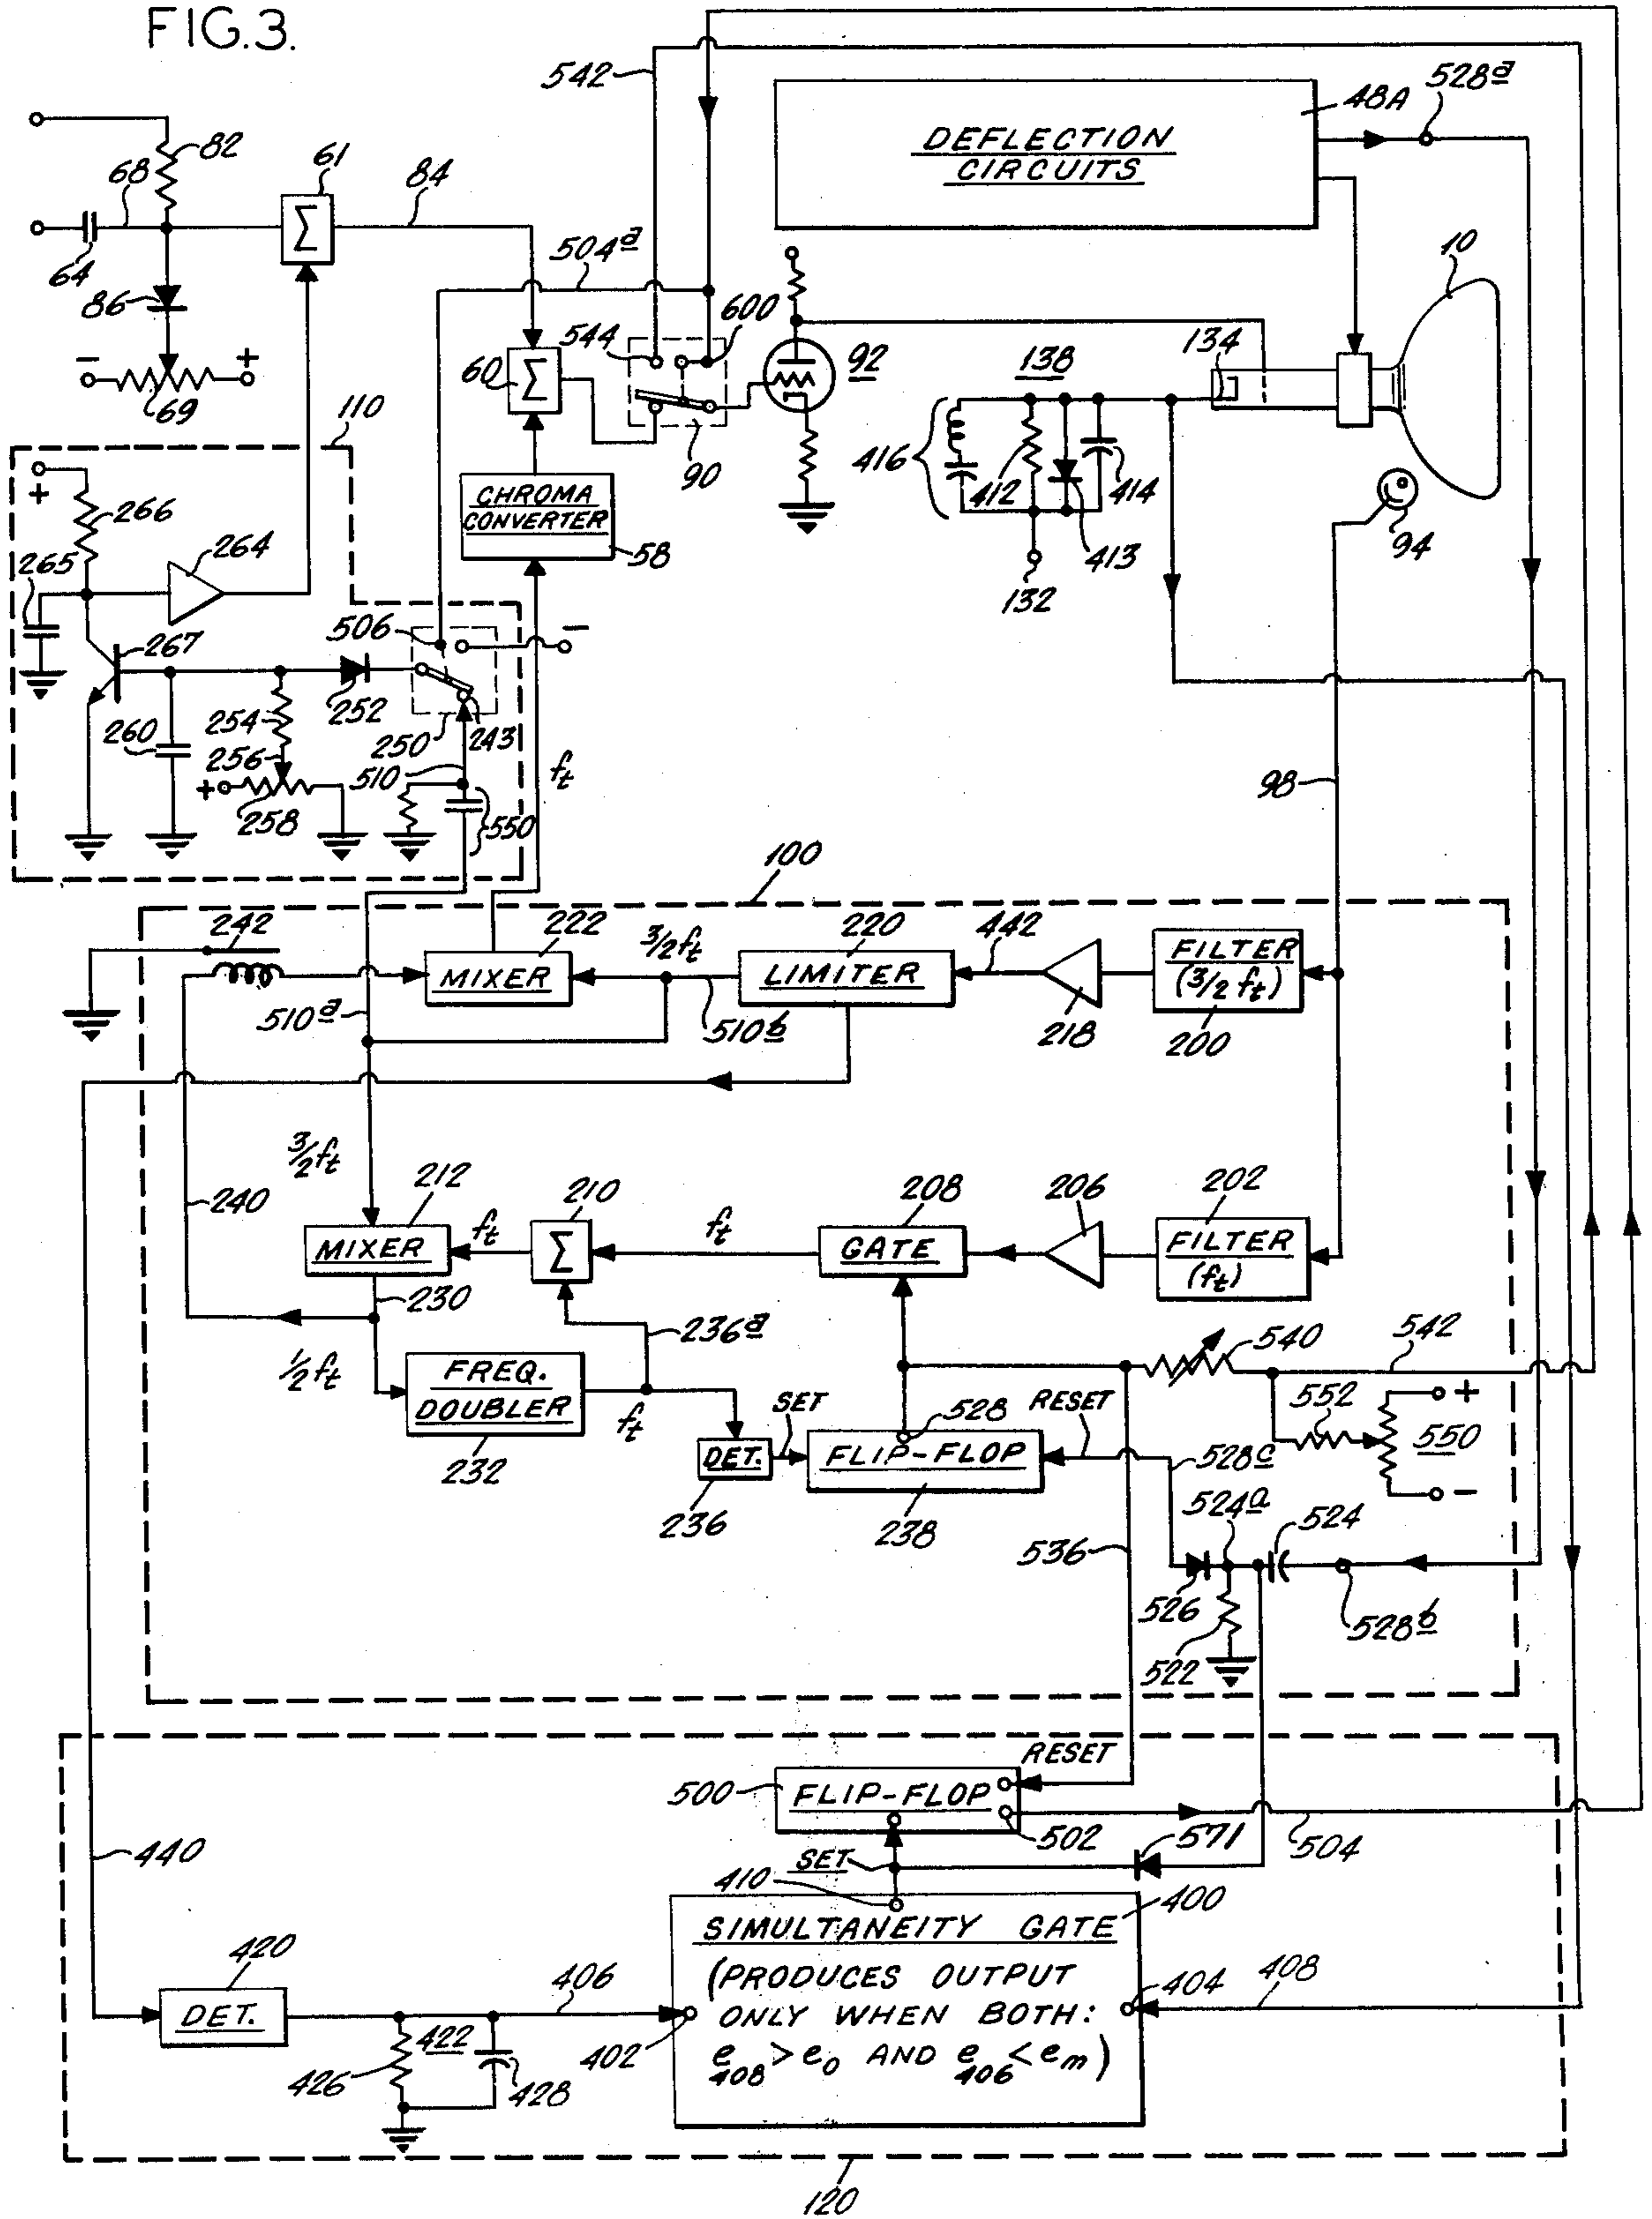 FIG.3.
542
528a
48A
DEFLECTION
CIRCUITS
82
61
68
84
10
64
504a
86
544
600
134
60
Σ
Σ
92
138
− +
69
90
110
416
412
414
+
266
CHROMA
CONVERTER
58
413
94
264
265
132
506
−
267
252
254
243
260
256
250
510
ft
98
+
258
550
100
242
222
3/2 ft
220
442
FILTER
(3/2 ft)
MIXER
LIMITER
510a
510b
218
200
3/2 ft
240
212
210
208
206
202
ft
ft
MIXER
Σ
GATE
FILTER
(ft)
230
236a
540
542
1/2 ft
FREQ.
DOUBLER
ft
SET
528
RESET
552
+
550
DET.
FLIP-FLOP
528c
232
−
236
238
524a
524
536
526
528b
522
RESET
500
FLIP-FLOP
502
504
571
440
SET
410
400
SIMULTANEITY GATE
420
406
(PRODUCES OUTPUT
404
408
DET.
ONLY WHEN BOTH:
422
402
e408 > eo AND e406 < em)
426
428
120